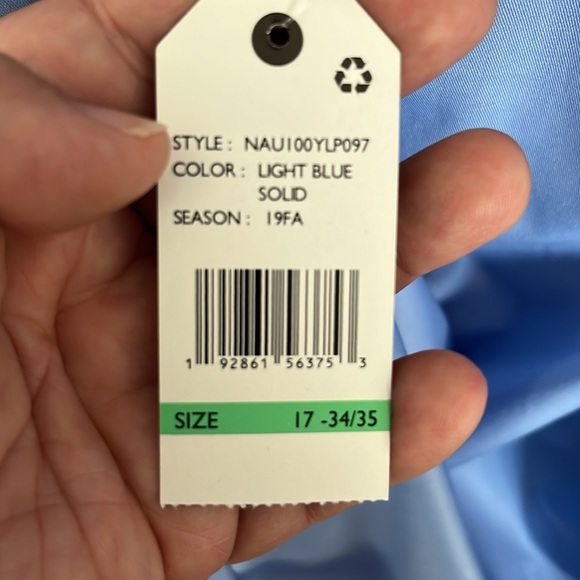 STYLE : NAU100YLP097
COLOR : LIGHT BLUE
SOLID
SEASON : 19FA
1 92861 56375 3
SIZE 17 -34/35